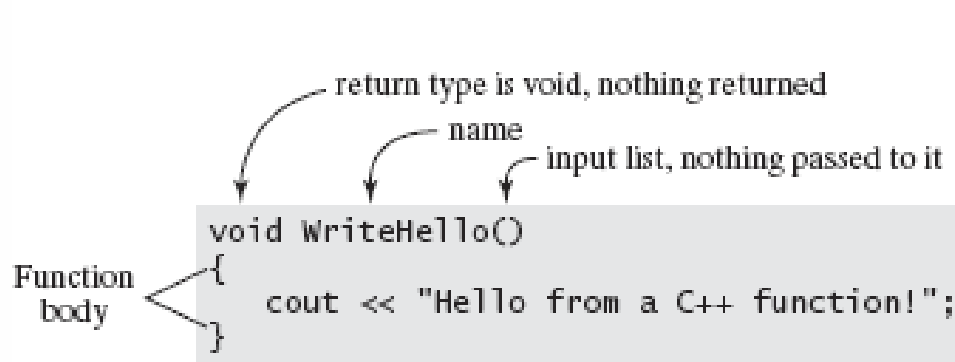 return type is void, nothing returned
name
input list, nothing passed to it
void WriteHello()
{
Function
body
cout << "Hello from a C++ function!";
}